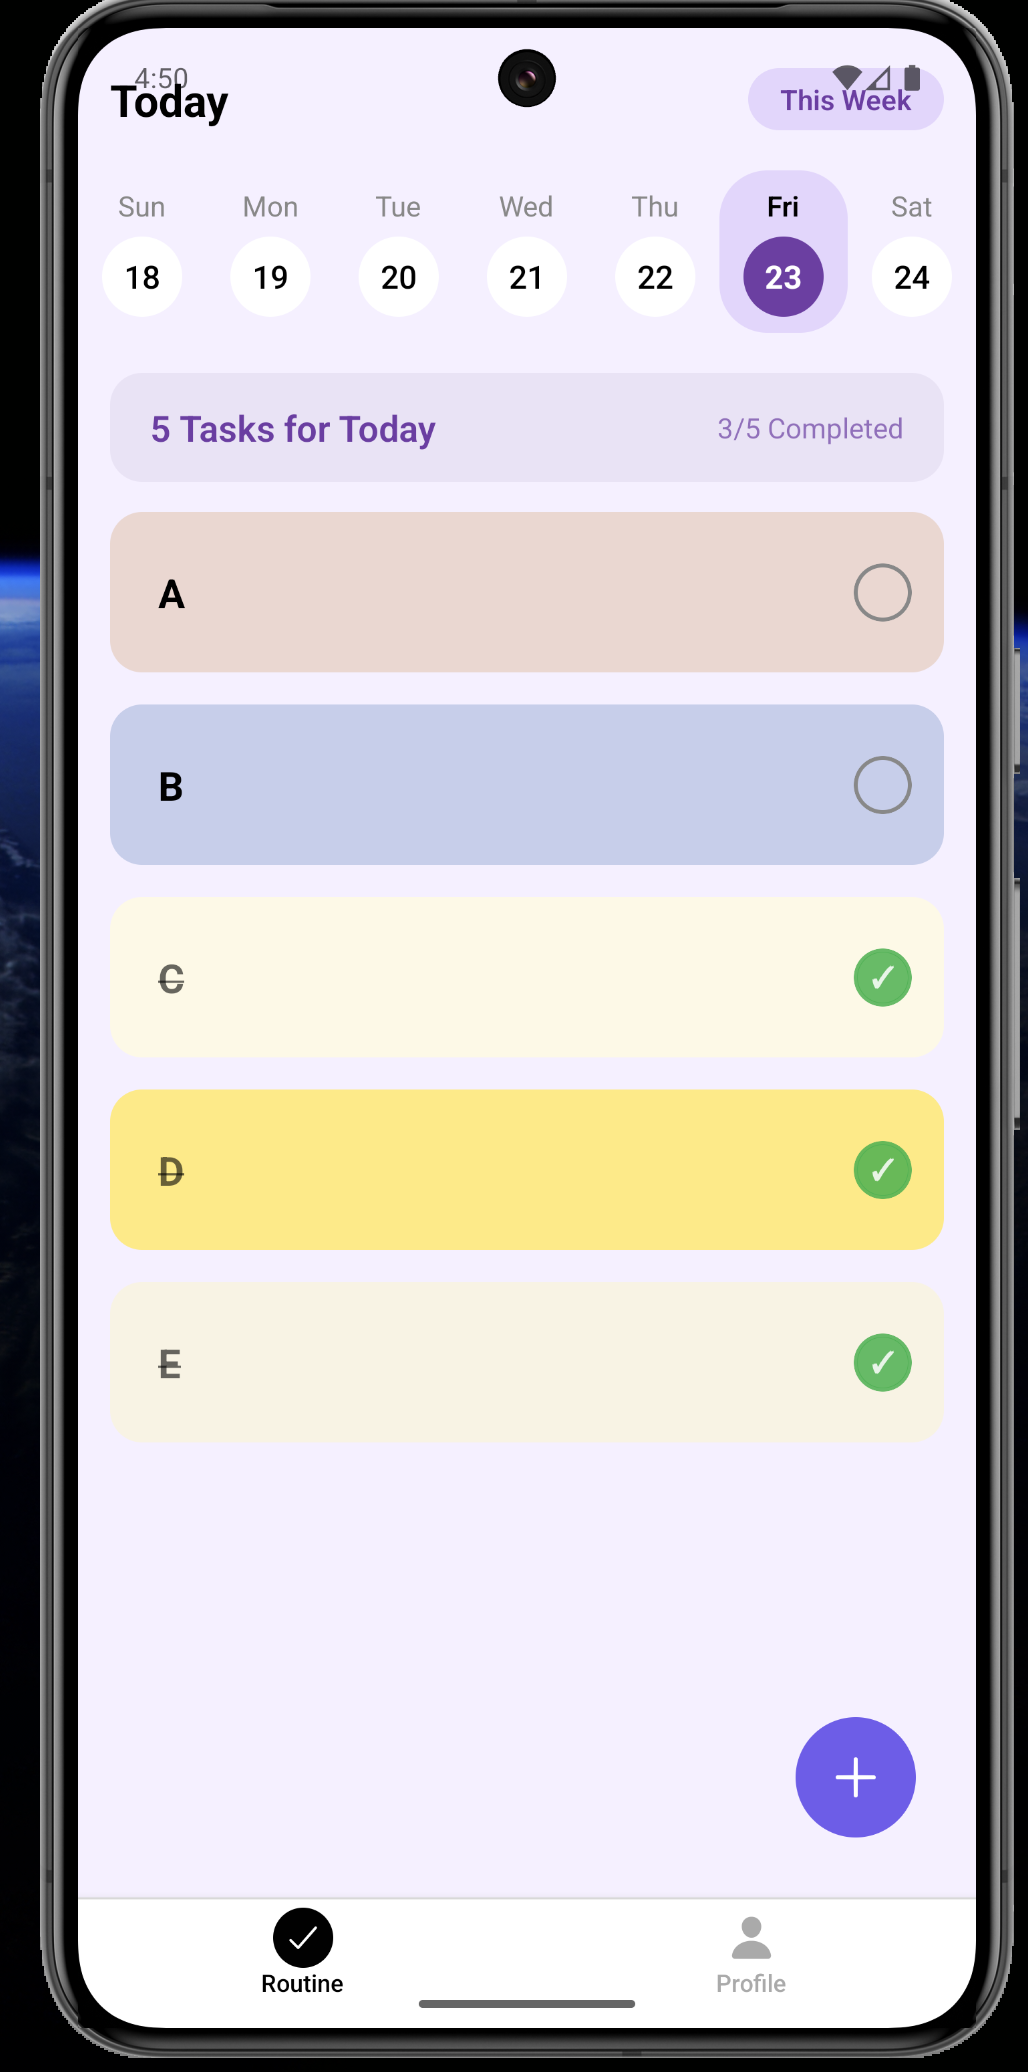 4:50
Today
This Week
Sun Mon Tue Wed Thu Fri Sat
18 19 20 21 22 23 24
5 Tasks for Today 3/5 Completed
A
B
C
D
E
Routine Profile